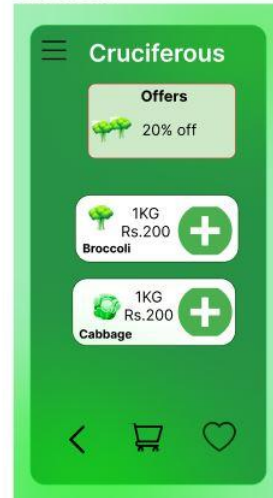 Cruciferous
Offers
20% off
1KG
Rs.200
Broccoli
1KG
Rs.200
Cabbage